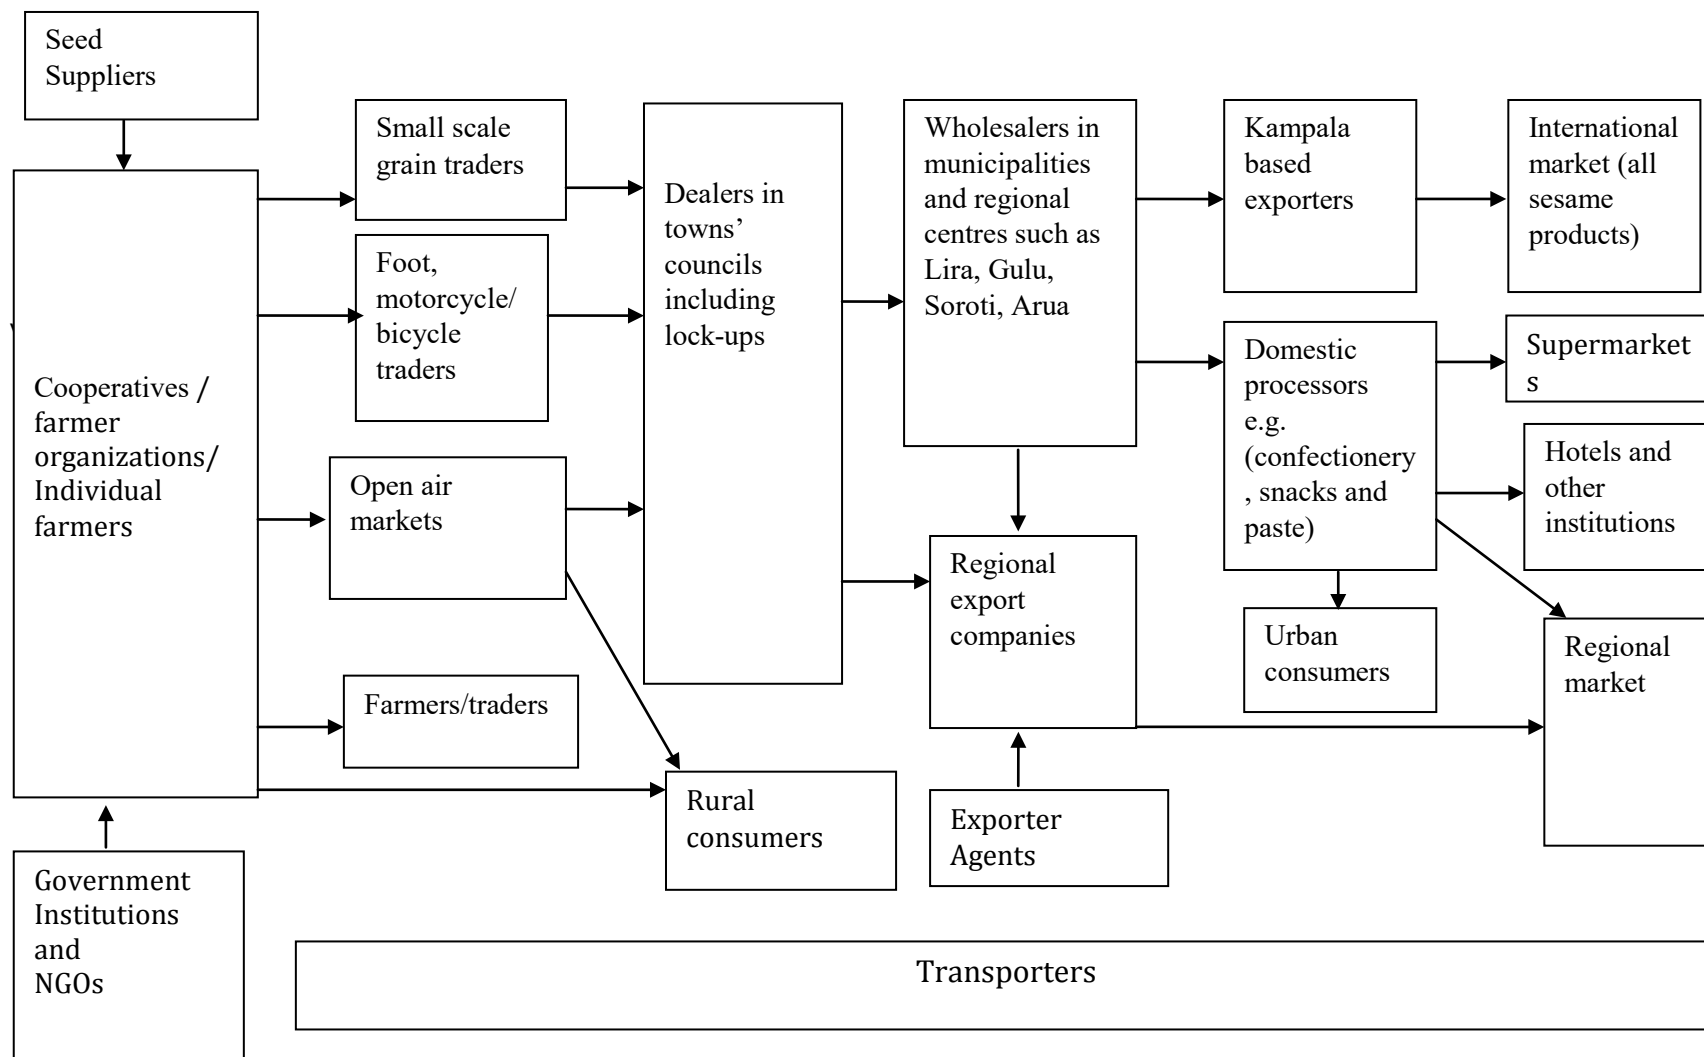 Seed
Suppliers
Small scale
grain traders
Foot,
motorcycle/
bicycle
traders
Open air
markets
Farmers/traders
Cooperatives /
farmer
organizations/
Individual
farmers
Government
Institutions
and
NGOs
Dealers in
towns’
councils
including
lock-ups
Rural
consumers
Wholesalers in
municipalities
and regional
centres such as
Lira, Gulu,
Soroti, Arua
Regional
export
companies
Exporter
Agents
Kampala
based
exporters
Domestic
processors
e.g.
(confectionery
, snacks and
paste)
Urban
consumers
International
market (all
sesame
products)
Supermarket
s
Hotels and
other
institutions
Regional
market
Transporters